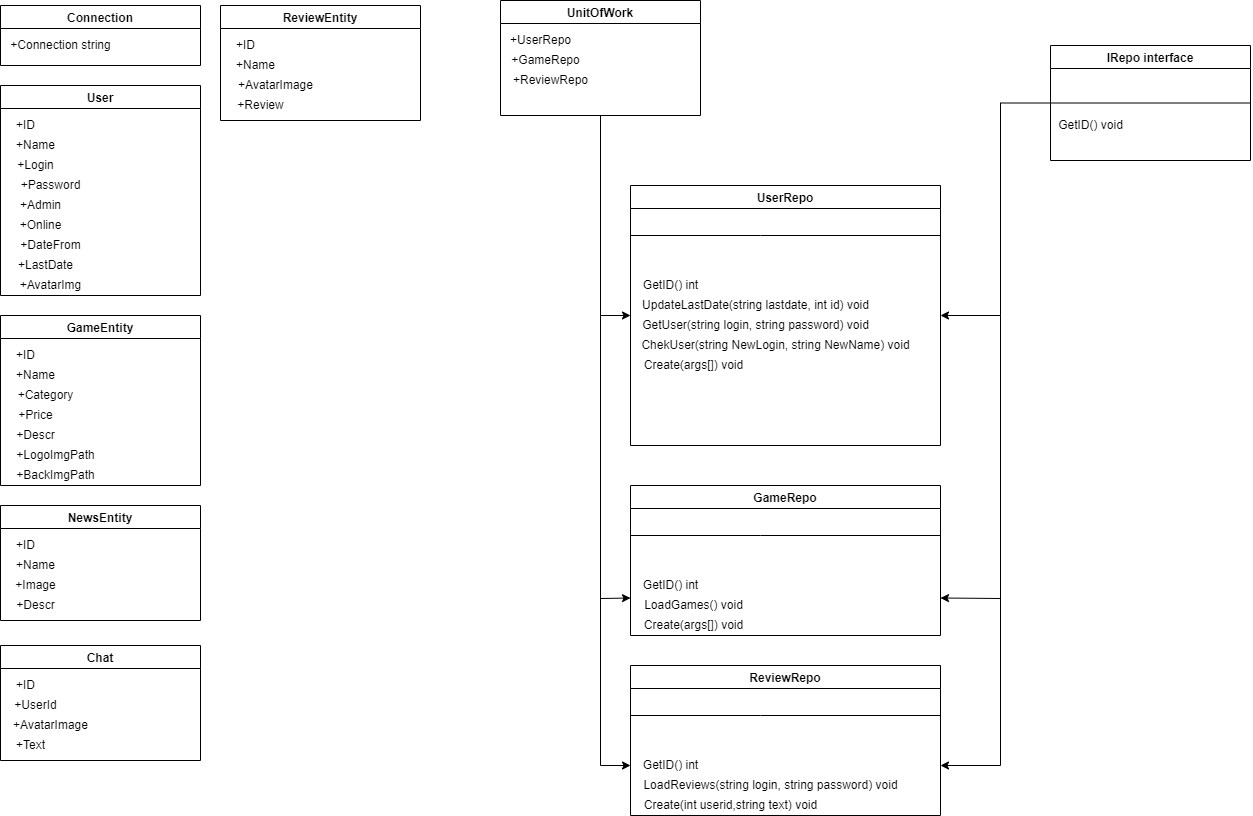 Connection
+Connection string
User
+ID
+Name
+Login
+Password
+Admin
+Online
+DateFrom
+LastDate
+AvatarImg
GameEntity
+ID
+Name
+Category
+Price
+Descr
+LogoImgPath
+BackImgPath
NewsEntity
+ID
+Name
+Image
+Descr
Chat
+ID
+UserId
+AvatarImage
+Text
ReviewEntity
+ID
+Name
+AvatarImage
+Review
UnitOfWork
+UserRepo
+GameRepo
+ReviewRepo
UserRepo
GetID() int
UpdateLastDate(string lastdate, int id) void
GetUser(string login, string password) void
ChekUser(string NewLogin, string NewName) void
Create(args[]) void
GameRepo
GetID() int
LoadGames() void
Create(args[]) void
ReviewRepo
GetID() int
LoadReviews(string login, string password) void
Create(int userid,string text) void
IRepo interface
GetID() void